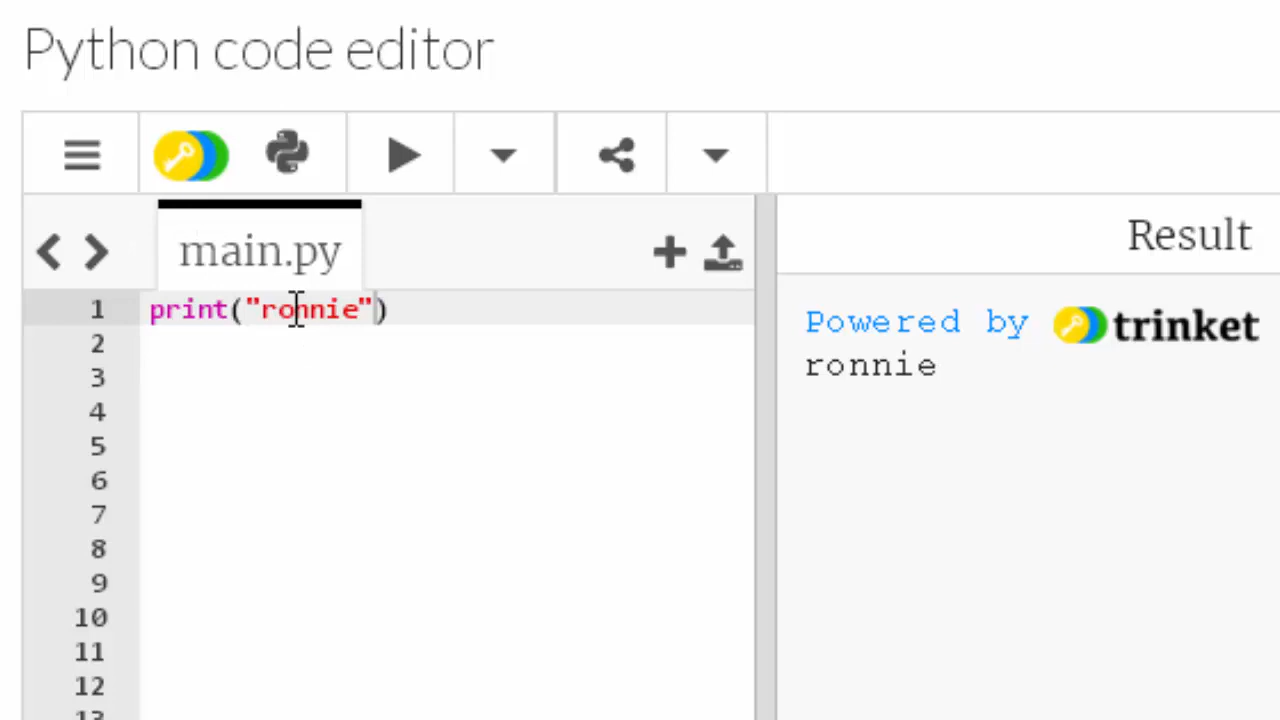 Python code editor
main.py
Result
1 print("ronnie")
2
3
4
5
6
7
8
9
10
11
12
13
Powered by trinket
ronnie